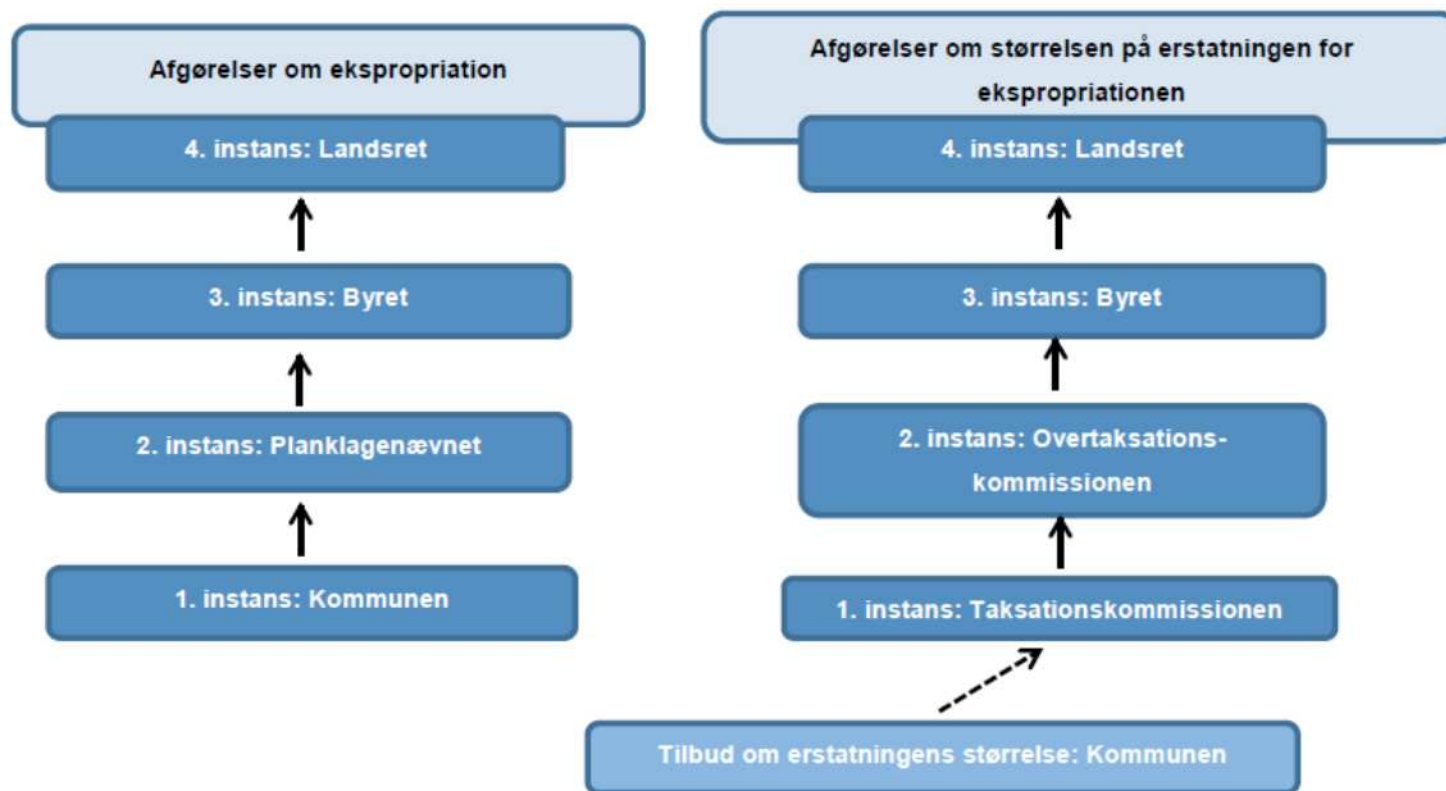 Afgørelser om ekspropriation
4. instans: Landsret
3. instans: Byret
2. instans: Planklagenævnet
1. instans: Kommunen
Afgørelser om størrelsen på erstatningen for
ekspropriationen
4. instans: Landsret
3. instans: Byret
2. instans: Overtaksations-
kommissionen
1. instans: Taksationskommissionen
Tilbud om erstatningens størrelse: Kommunen